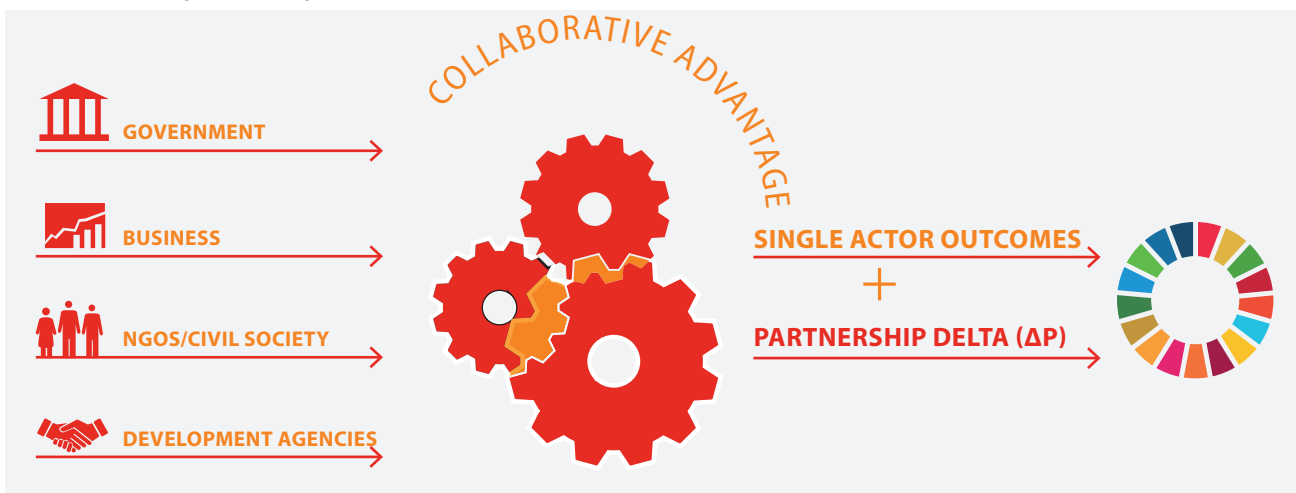 COLLABORATIVE ADVANTAGE
GOVERNMENT
BUSINESS
NGOS/CIVIL SOCIETY
DEVELOPMENT AGENCIES
SINGLE ACTOR OUTCOMES
+
PARTNERSHIP DELTA (ΔP)